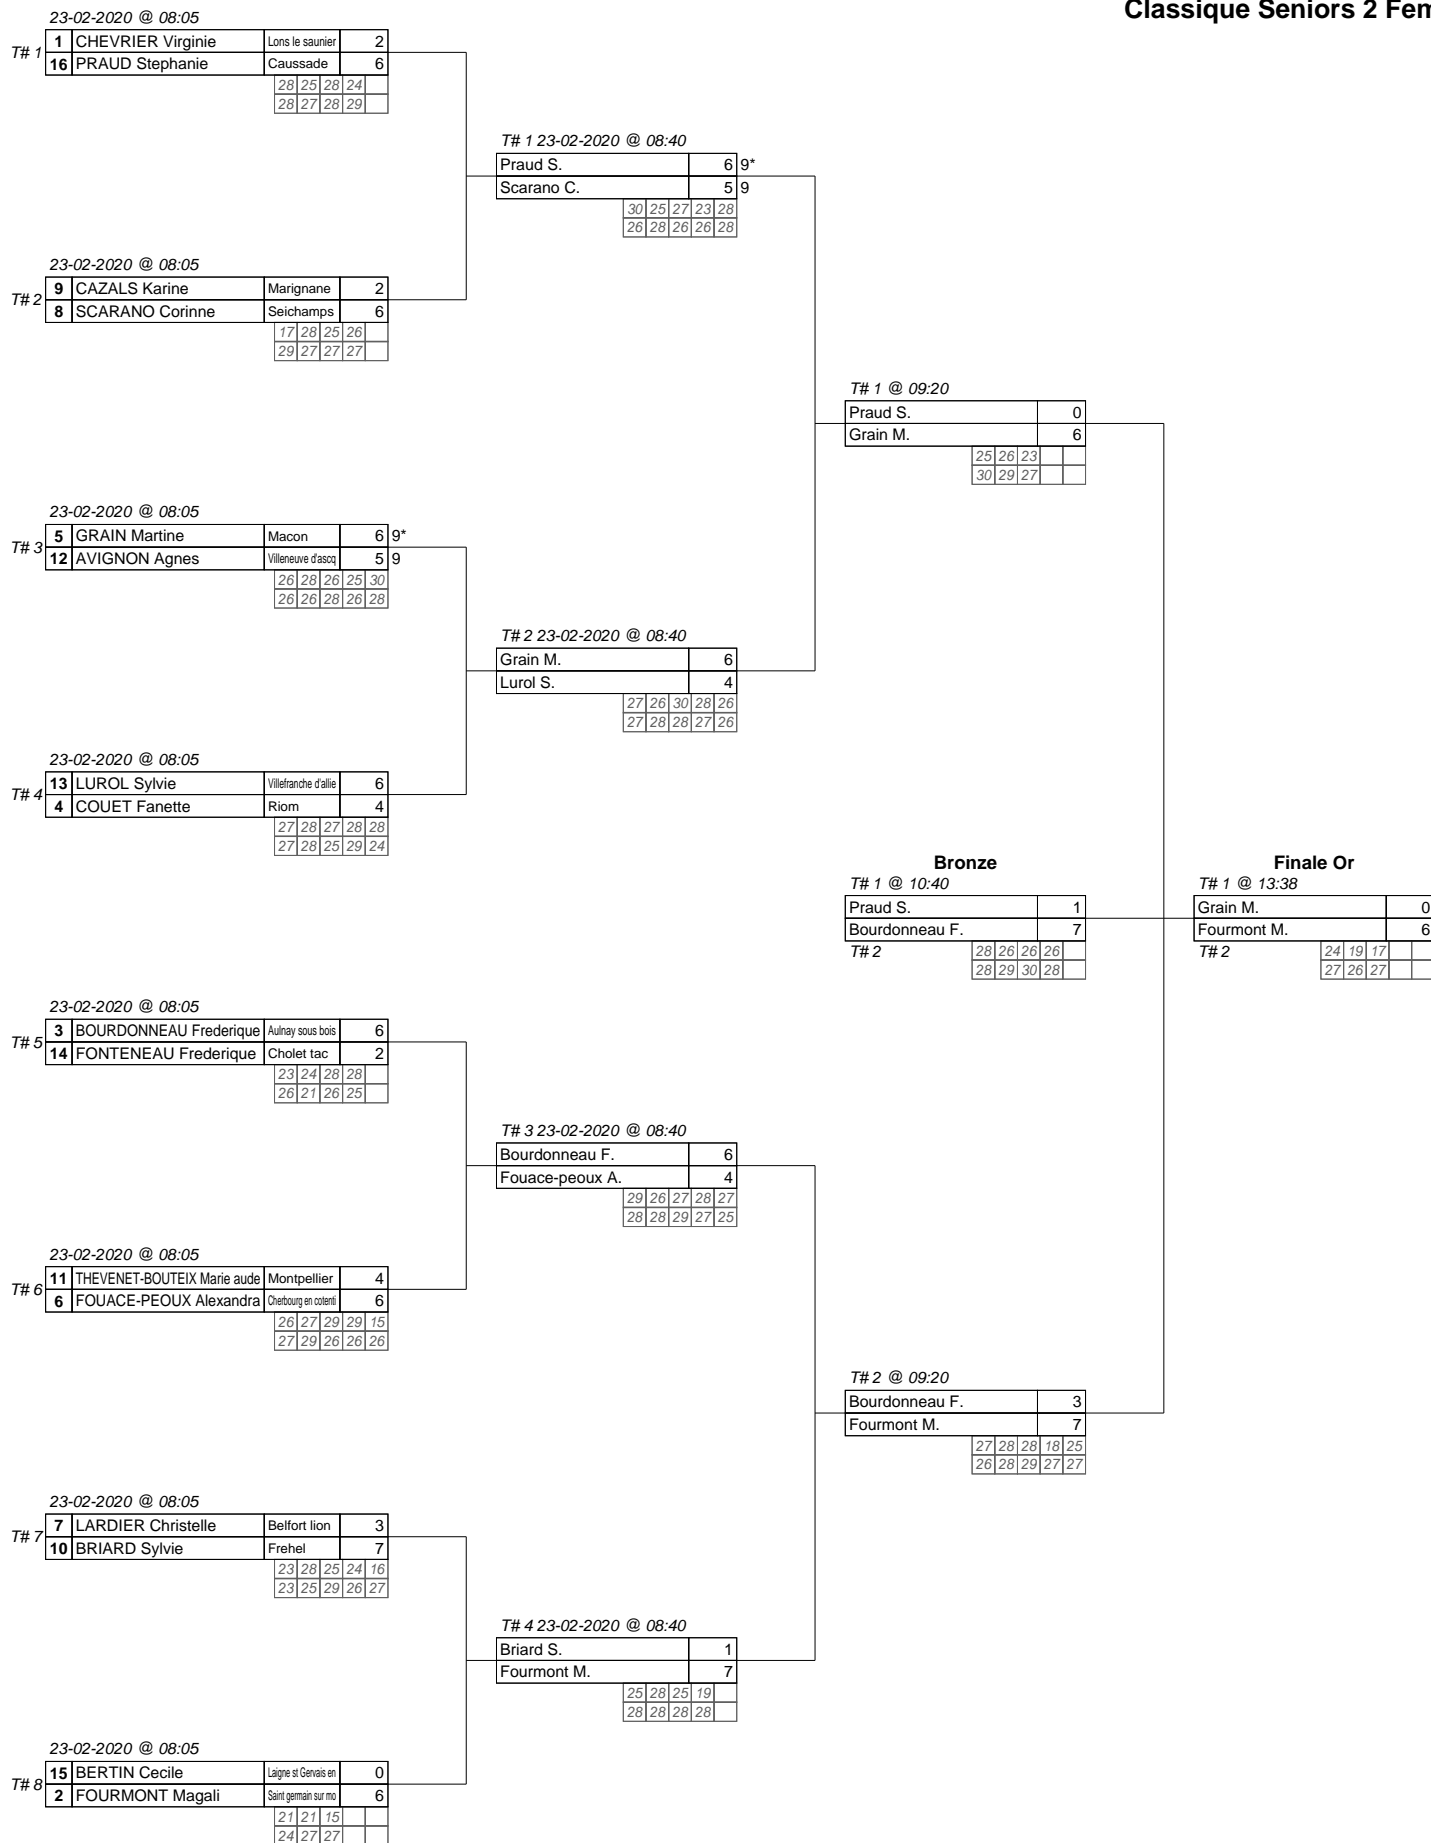 Classique Seniors 2 Fem
23-02-2020 @ 08:05
T# 1
1 CHEVRIER Virginie Lons le saunier 2
16 PRAUD Stephanie Caussade 6
28 25 28 24
28 27 28 29
T# 1 23-02-2020 @ 08:40
Praud S. 6 9*
Scarano C. 5 9
30 25 27 23 28
26 28 26 26 28
23-02-2020 @ 08:05
T# 2
9 CAZALS Karine Marignane 2
8 SCARANO Corinne Seichamps 6
17 28 25 26
29 27 27 27
T# 1 @ 09:20
Praud S. 0
Grain M. 6
25 26 23
30 29 27
23-02-2020 @ 08:05
T# 3
5 GRAIN Martine Macon 6 9*
12 AVIGNON Agnes Villeneuve d'ascq 5 9
26 28 26 25 30
26 26 28 26 28
T# 2 23-02-2020 @ 08:40
Grain M. 6
Lurol S. 4
27 26 30 28 26
27 28 28 27 26
23-02-2020 @ 08:05
T# 4
13 LUROL Sylvie Villefranche d'allie 6
4 COUET Fanette Riom 4
27 28 27 28 28
27 28 25 29 24
Bronze
T# 1 @ 10:40
Praud S. 1
Bourdonneau F. 7
T# 2
28 26 26 26
28 29 30 28
Finale Or
T# 1 @ 13:38
Grain M. 0
Fourmont M. 6
T# 2
24 19 17
27 26 27
23-02-2020 @ 08:05
T# 5
3 BOURDONNEAU Frederique Aulnay sous bois 6
14 FONTENEAU Frederique Cholet tac 2
23 24 28 28
26 21 26 25
T# 3 23-02-2020 @ 08:40
Bourdonneau F. 6
Fouace-peoux A. 4
29 26 27 28 27
28 28 29 27 25
23-02-2020 @ 08:05
T# 6
11 THEVENET-BOUTEIX Marie aude Montpellier 4
6 FOUACE-PEOUX Alexandra Cherbourg en cotenti 6
26 27 29 29 15
27 29 26 26 26
T# 2 @ 09:20
Bourdonneau F. 3
Fourmont M. 7
27 28 28 18 25
26 28 29 27 27
23-02-2020 @ 08:05
T# 7
7 LARDIER Christelle Belfort lion 3
10 BRIARD Sylvie Frehel 7
23 28 25 24 16
23 25 29 26 27
T# 4 23-02-2020 @ 08:40
Briard S. 1
Fourmont M. 7
25 28 25 19
28 28 28 28
23-02-2020 @ 08:05
T# 8
15 BERTIN Cecile Laigne st Gervais en 0
2 FOURMONT Magali Saint germain sur mo 6
21 21 15
24 27 27